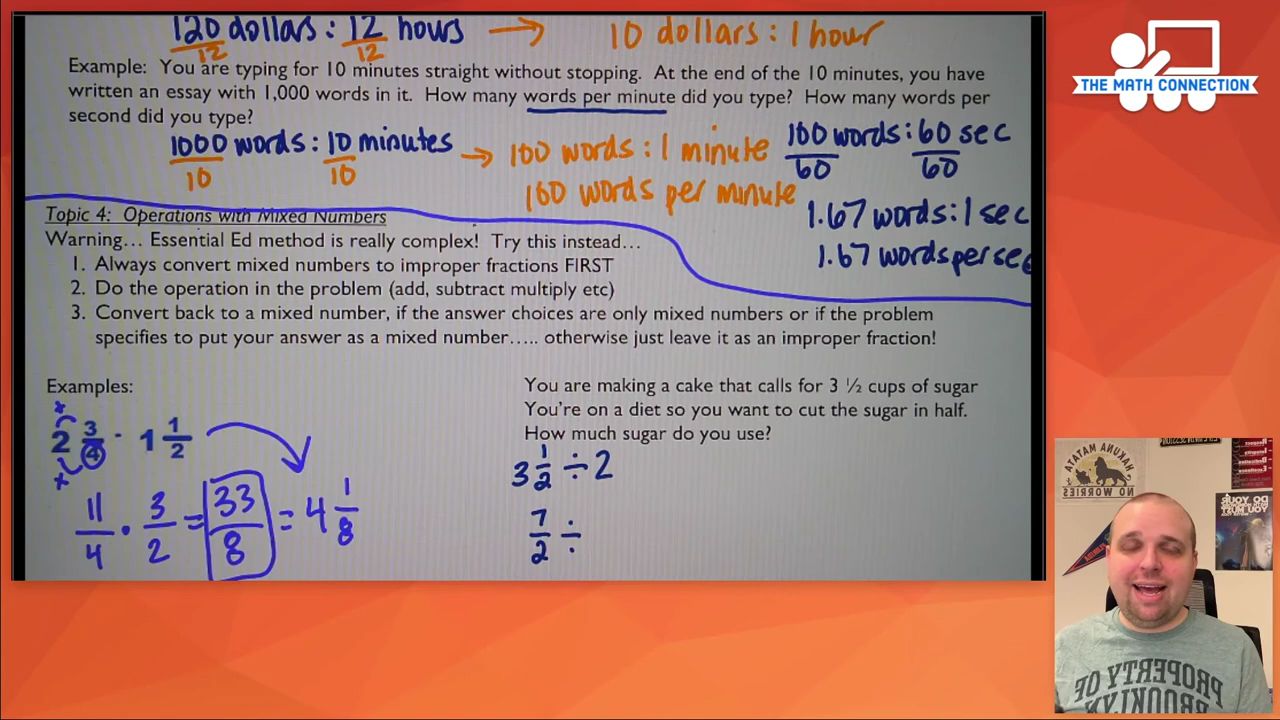 120 dollars : 12 hours → 10 dollars : 1 hour
12 12
Example: You are typing for 10 minutes straight without stopping. At the end of the 10 minutes, you have
written an essay with 1,000 words in it. How many words per minute did you type? How many words per
second did you type?
1000 words : 10 minutes → 100 words : 1 minute
10 10
100 words per minute
100 words : 60 sec
60 60
1.67 words : 1 sec
1.67 words per sec
Topic 4: Operations with Mixed Numbers
Warning… Essential Ed method is really complex! Try this instead…
1. Always convert mixed numbers to improper fractions FIRST
2. Do the operation in the problem (add, subtract multiply etc)
3. Convert back to a mixed number, if the answer choices are only mixed numbers or if the problem
specifies to put your answer as a mixed number….. otherwise just leave it as an improper fraction!
Examples:
2 3/4 · 1 1/2
11/4 · 3/2 = 33/8 = 4 1/8
You are making a cake that calls for 3 ½ cups of sugar
You're on a diet so you want to cut the sugar in half.
How much sugar do you use?
3 1/2 ÷ 2
7/2 ÷
THE MATH CONNECTION
HAKUNA MATATA
NO WORRIES
DO, YOUR
YOU MUST
PROPERTY OF
BROOKLYN